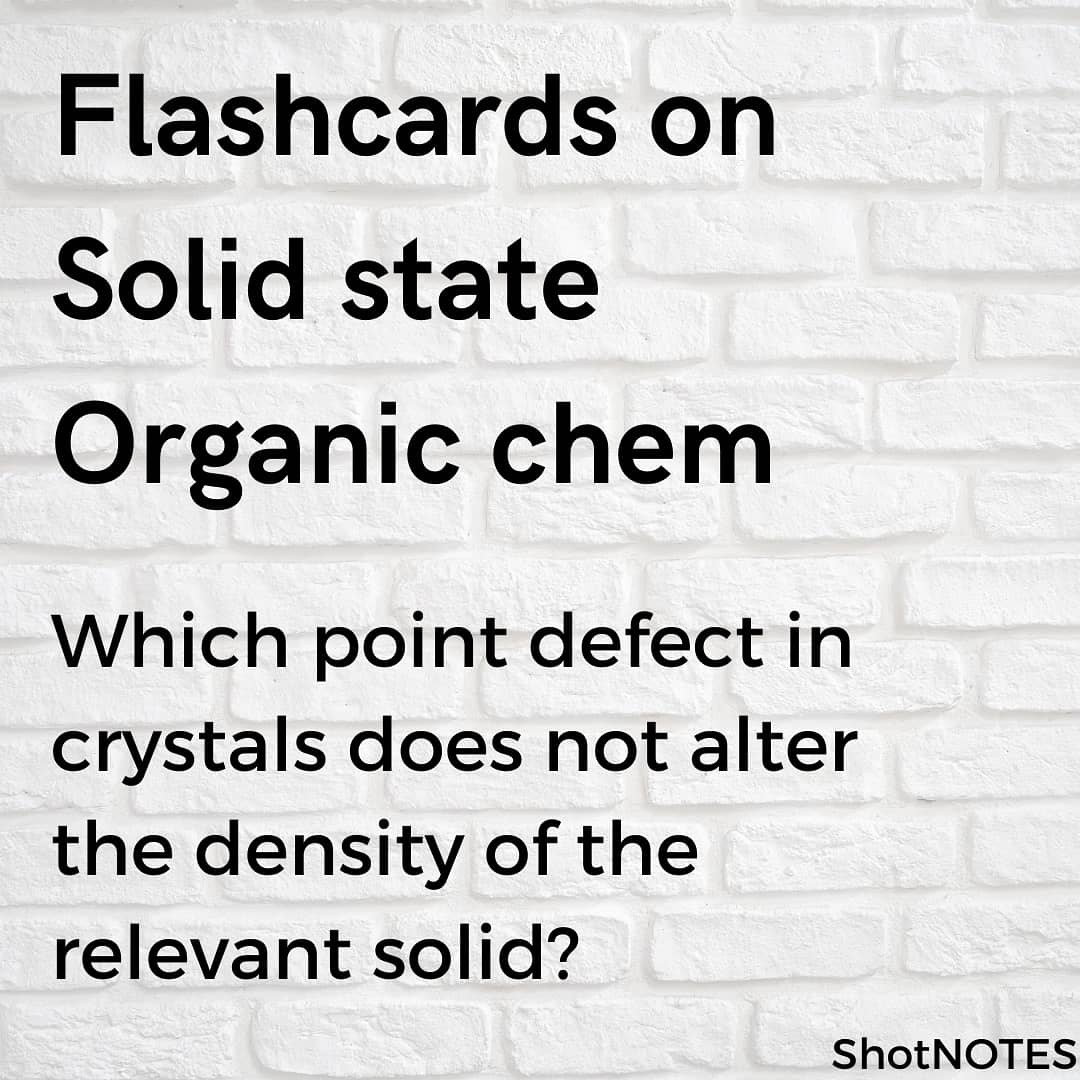 Flashcards on
Solid state
Organic chem
Which point defect in
crystals does not alter
the density of the
relevant solid?
ShotNOTES